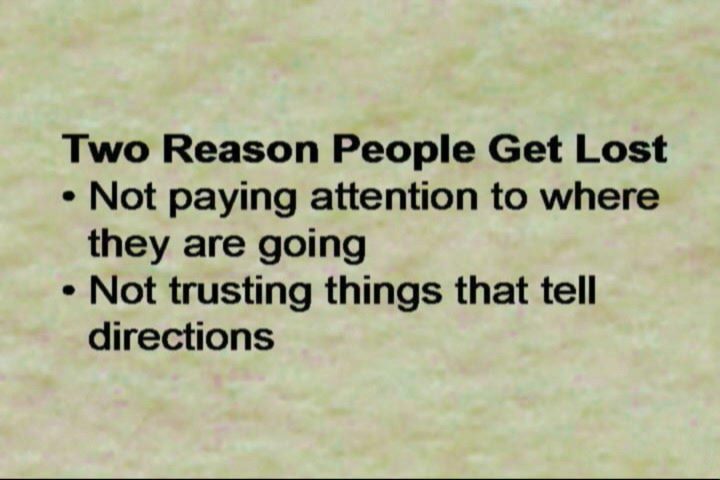 Two Reason People Get Lost
• Not paying attention to where
they are going
• Not trusting things that tell
directions